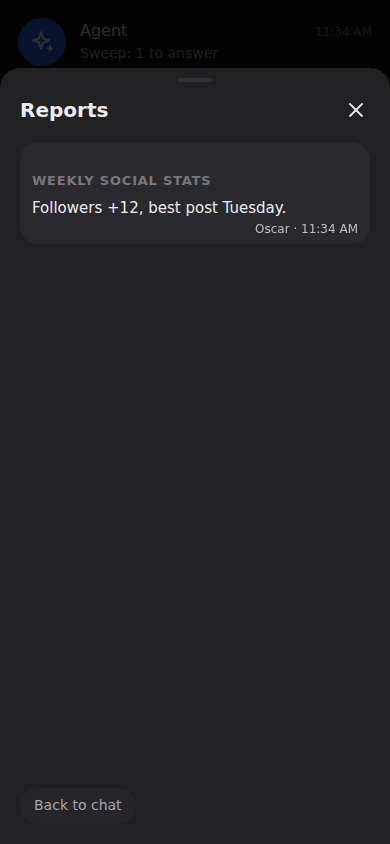 Agent
11:34 AM
Sweep: 1 to answer
Reports
WEEKLY SOCIAL STATS
Followers +12, best post Tuesday.
Oscar · 11:34 AM
Back to chat